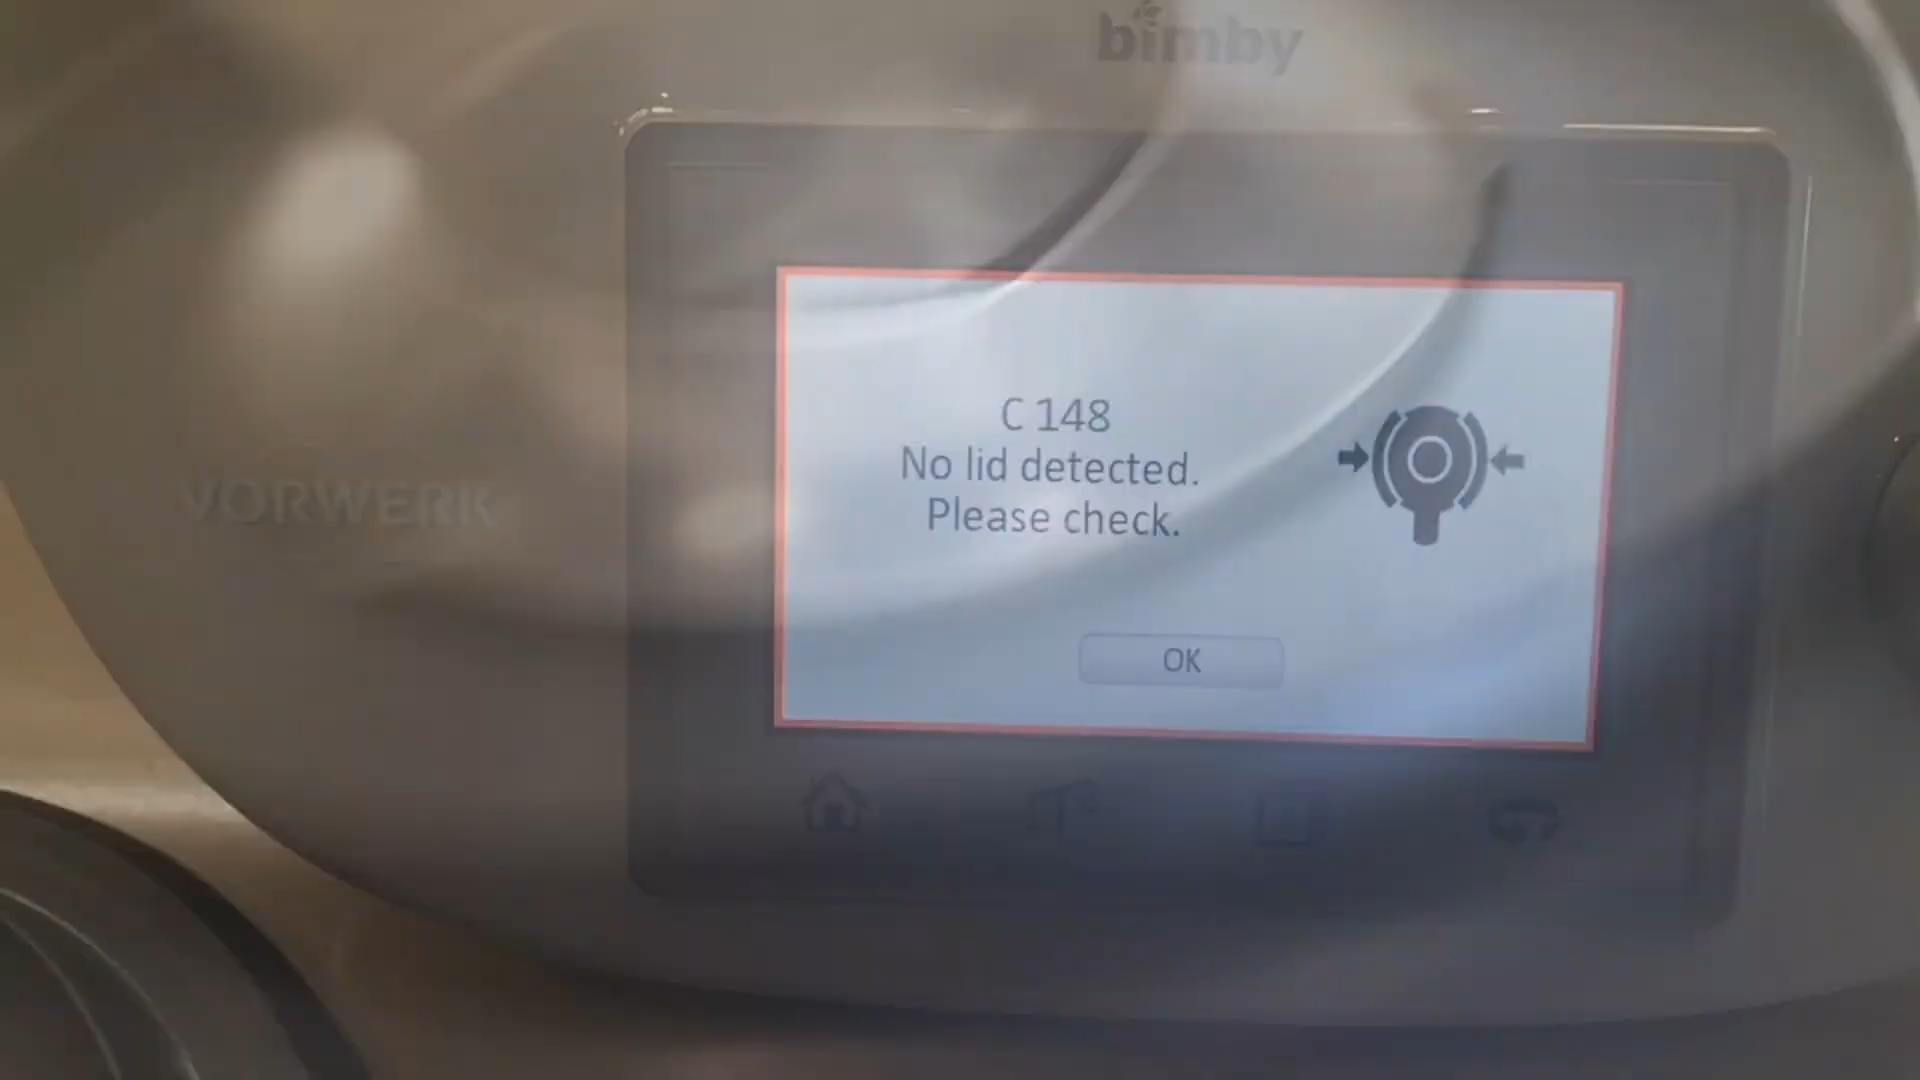 bimby
VORWERK
C 148
No lid detected.
Please check.
OK